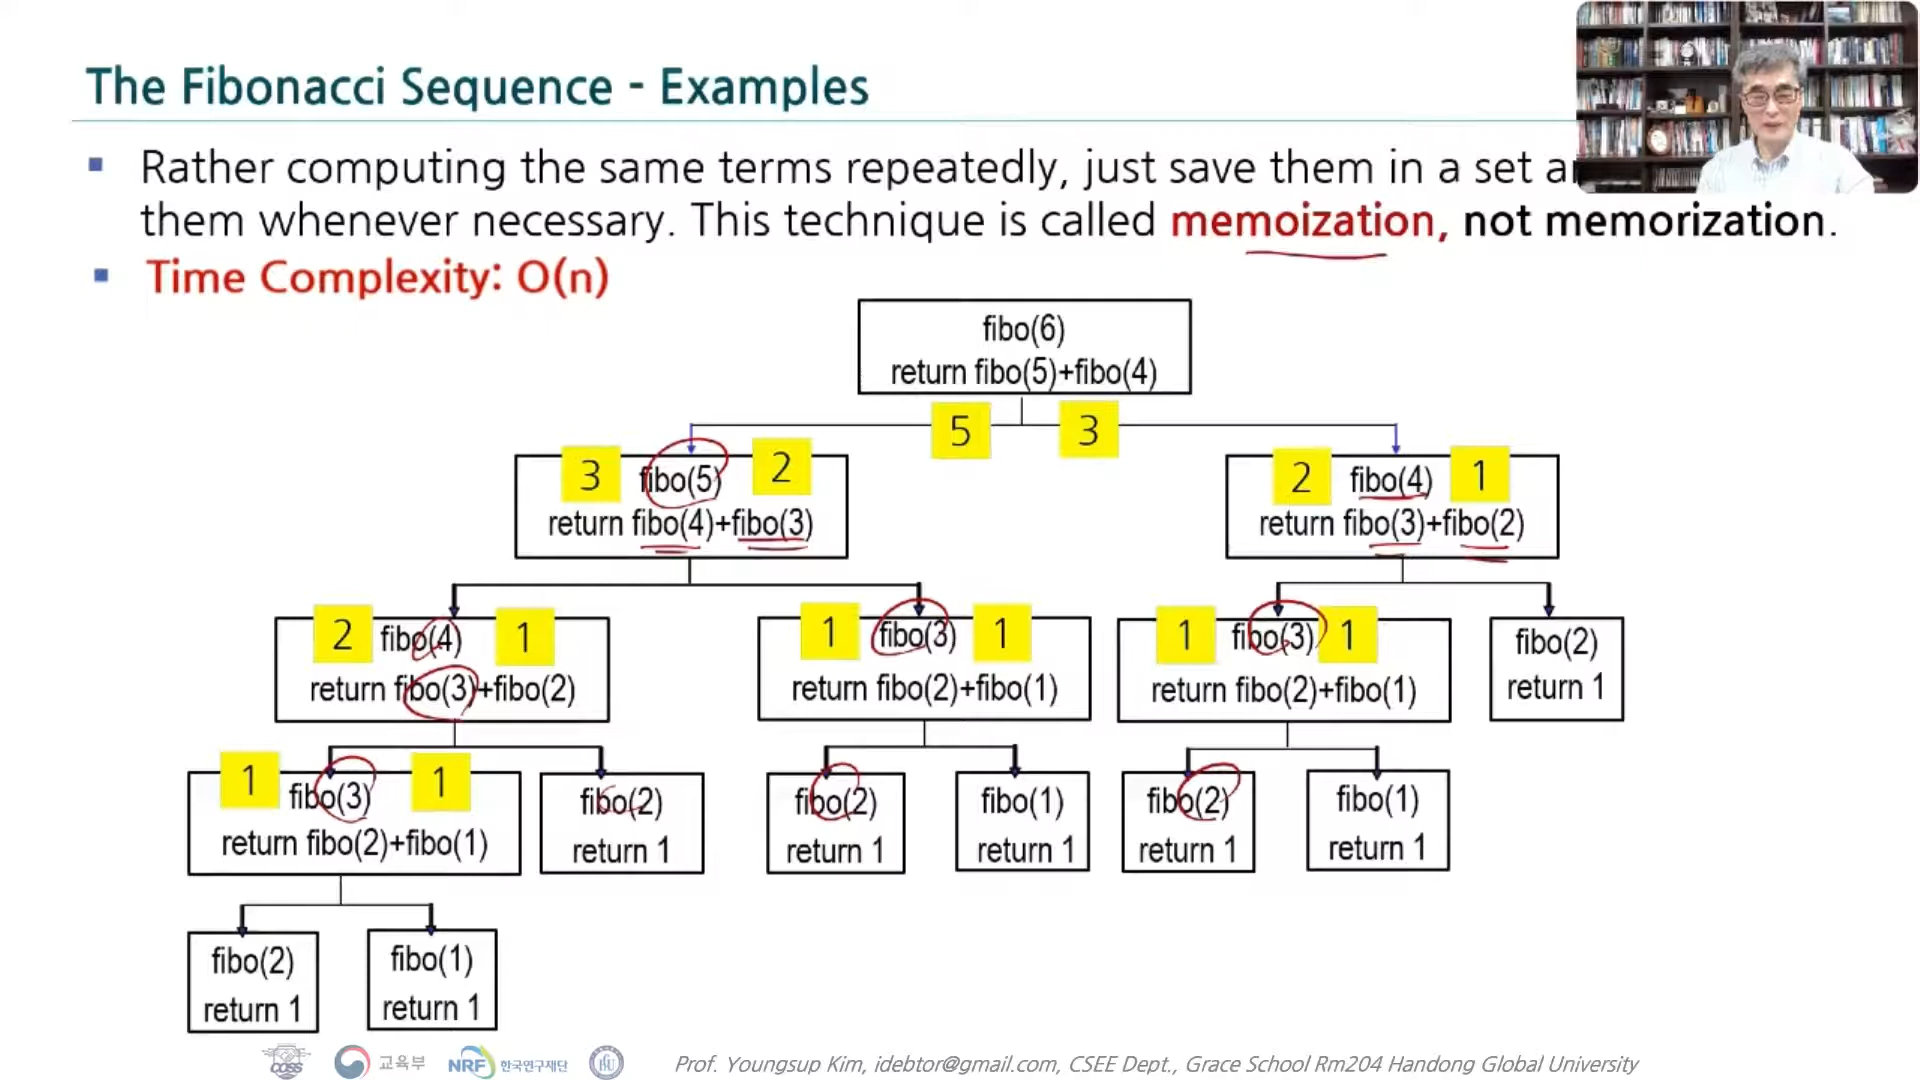 The Fibonacci Sequence - Examples
▪ Rather computing the same terms repeatedly, just save them in a set
them whenever necessary. This technique is called memoization, not memorization.
▪ Time Complexity: O(n)
fibo(6)
return fibo(5)+fibo(4)
5 3
3 fibo(5) 2
return fibo(4)+fibo(3)
2 fibo(4) 1
return fibo(3)+fibo(2)
2 fibo(4) 1
return fibo(3)+fibo(2)
1 fibo(3) 1
return fibo(2)+fibo(1)
1 fibo(3) 1
return fibo(2)+fibo(1)
fibo(2)
return 1
1 fibo(3) 1
return fibo(2)+fibo(1)
fibo(2)
return 1
fibo(2)
return 1
fibo(1)
return 1
fibo(2)
return 1
fibo(1)
return 1
fibo(2)
return 1
fibo(1)
return 1
COSS 교육부 NRF 한국연구재단
Prof. Youngsup Kim, idebtor@gmail.com, CSEE Dept., Grace School Rm204 Handong Global University